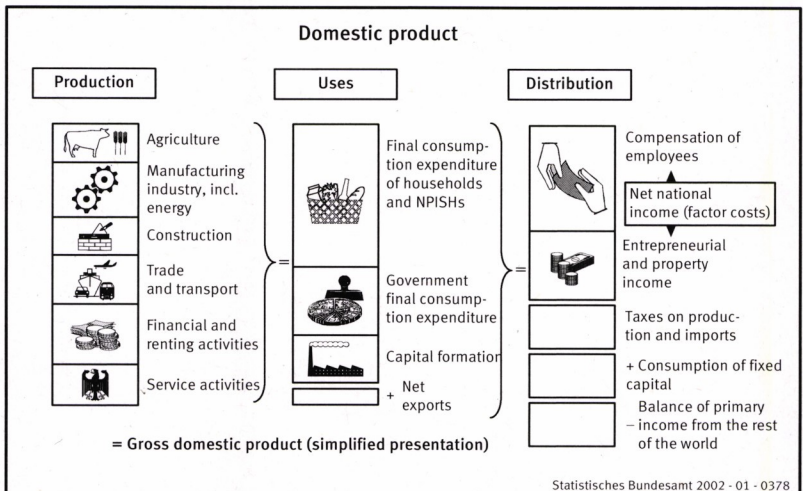 Domestic product
Production
Agriculture
Manufacturing
industry, incl.
energy
Construction
Trade
and transport
Financial and
renting activities
Service activities
=
Uses
Final consump-
tion expenditure
of households
and NPISHs
Government
final consump-
tion expenditure
Capital formation
+ Net
exports
=
Distribution
Compensation of
employees
Net national
income (factor costs)
Entrepreneurial
and property
income
Taxes on produc-
tion and imports
+ Consumption of fixed
capital
Balance of primary
– income from the rest
of the world
= Gross domestic product (simplified presentation)
Statistisches Bundesamt 2002 - 01 - 0378